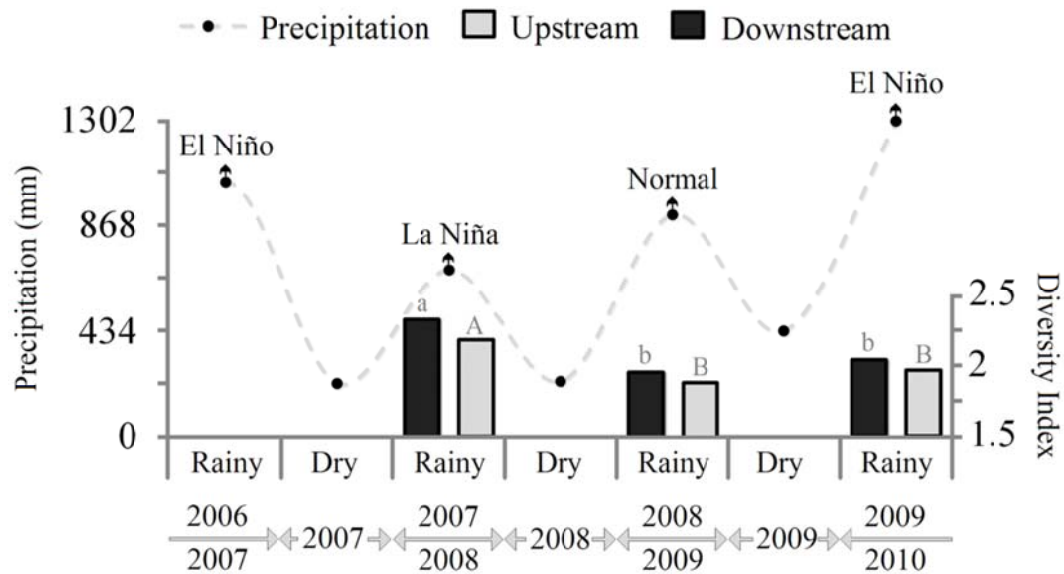 Precipitation Upstream Downstream
El Niño
El Niño
Normal
La Niña
Precipitation (mm)
1302
868
434
0
a A
b B
b B
2.5
2
1.5
Diversity Index
Rainy Dry Rainy Dry Rainy Dry Rainy
2006 2007 2008 2009
2007 2008 2009
2007 2008 2009 2010